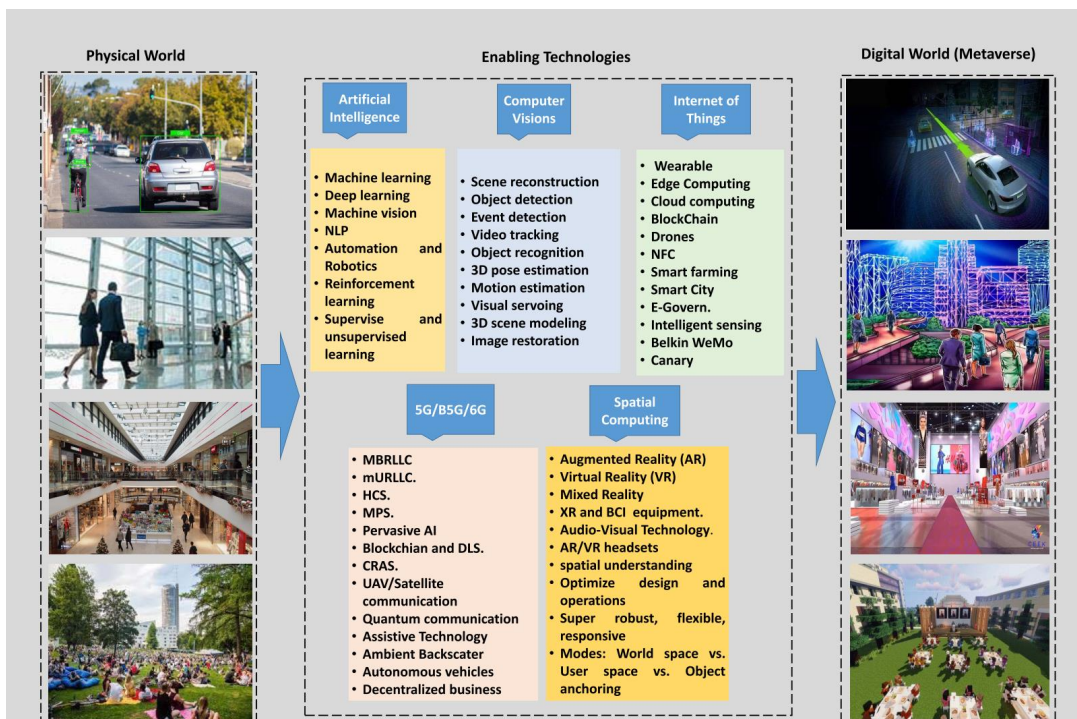 Physical World
Enabling Technologies
Digital World (Metaverse)
Artificial
Intelligence
• Machine learning
• Deep learning
• Machine vision
• NLP
• Automation and
Robotics
• Reinforcement
learning
• Supervise and
unsupervised
learning
Computer
Visions
• Scene reconstruction
• Object detection
• Event detection
• Video tracking
• Object recognition
• 3D pose estimation
• Motion estimation
• Visual servoing
• 3D scene modeling
• Image restoration
Internet of
Things
• Wearable
• Edge Computing
• Cloud computing
• BlockChain
• Drones
• NFC
• Smart farming
• Smart City
• E-Govern.
• Intelligent sensing
• Belkin WeMo
• Canary
5G/B5G/6G
• MBRLLC
• mURLLC.
• HCS.
• MPS.
• Pervasive AI
• Blockchian and DLS.
• CRAS.
• UAV/Satellite
communication
• Quantum communication
• Assistive Technology
• Ambient Backscater
• Autonomous vehicles
• Decentralized business
Spatial
Computing
• Augmented Reality (AR)
• Virtual Reality (VR)
• Mixed Reality
• XR and BCI equipment.
• Audio-Visual Technology.
• AR/VR headsets
• spatial understanding
• Optimize design and
operations
• Super robust, flexible,
responsive
• Modes: World space vs.
User space vs. Object
anchoring